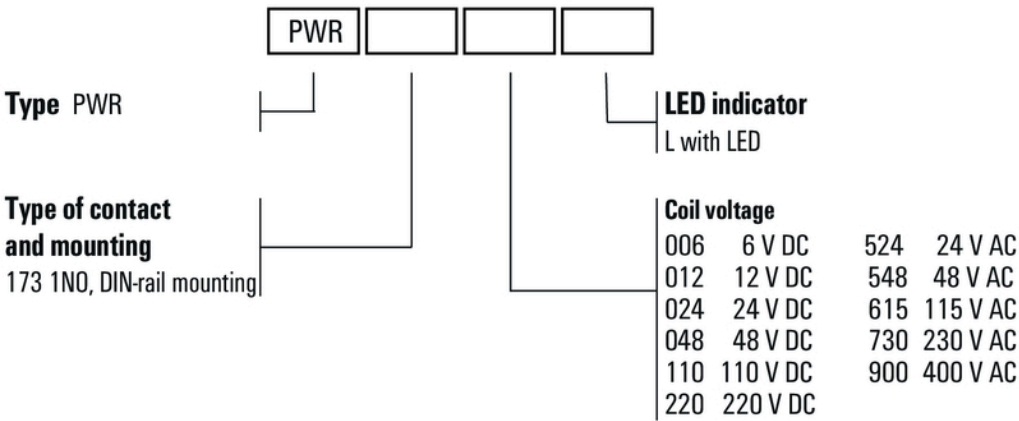 PWR
Type PWR
LED indicator
L with LED
Type of contact
and mounting
173 1NO, DIN-rail mounting
Coil voltage
006 6 V DC 524 24 V AC
012 12 V DC 548 48 V AC
024 24 V DC 615 115 V AC
048 48 V DC 730 230 V AC
110 110 V DC 900 400 V AC
220 220 V DC